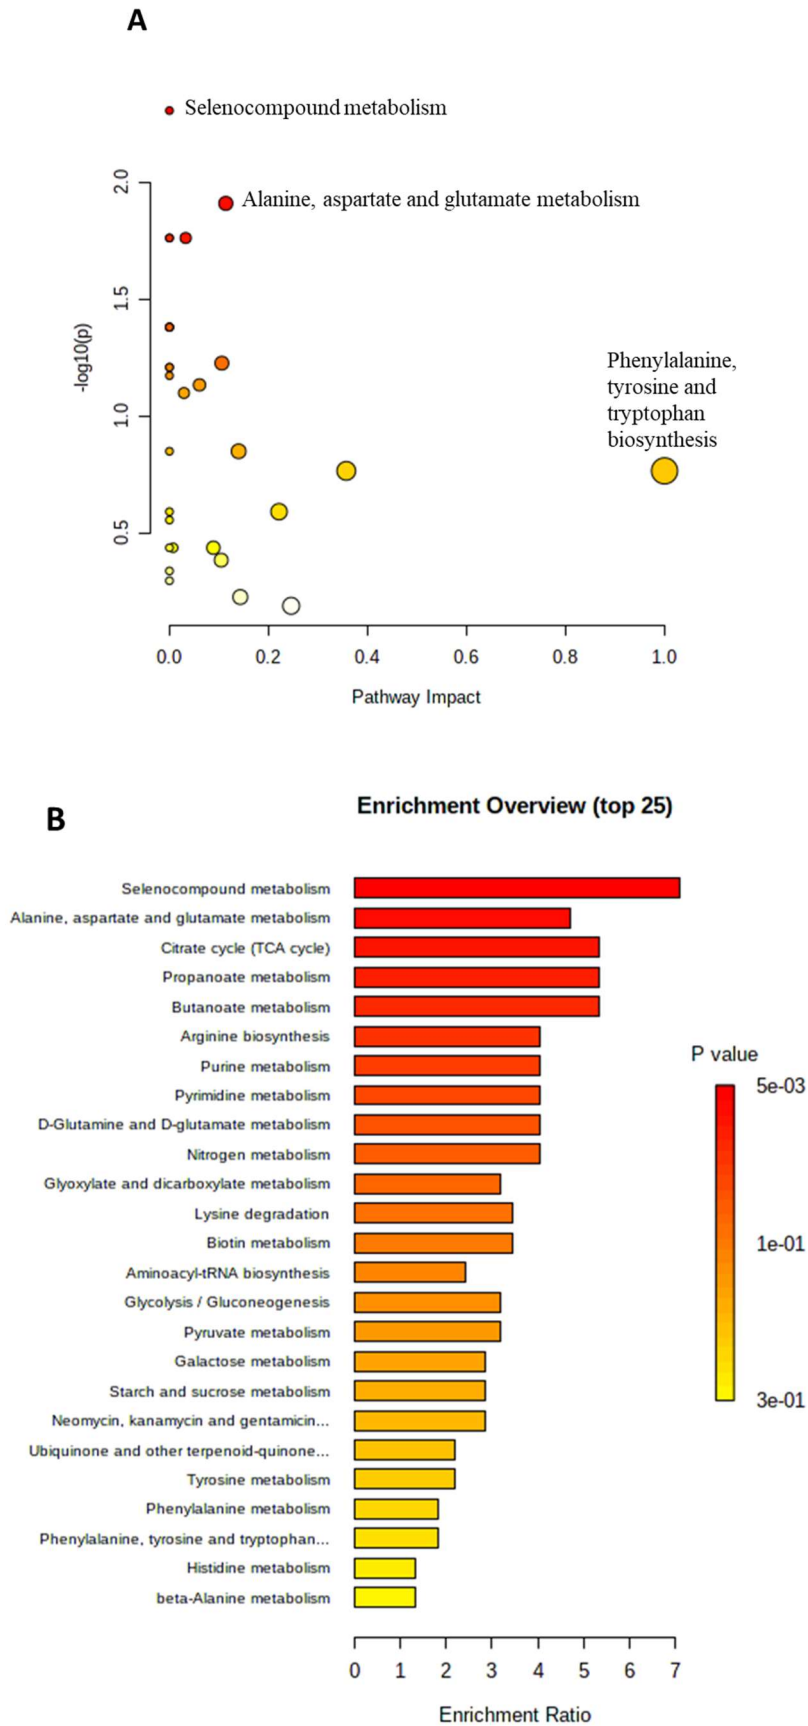 A
Selenocompound metabolism
Alanine, aspartate and glutamate metabolism
Phenylalanine,
tyrosine and
tryptophan
biosynthesis
-log10(p)
2.0
1.5
1.0
0.5
0.0 0.2 0.4 0.6 0.8 1.0
Pathway Impact
B
Enrichment Overview (top 25)
Selenocompound metabolism
Alanine, aspartate and glutamate metabolism
Citrate cycle (TCA cycle)
Propanoate metabolism
Butanoate metabolism
Arginine biosynthesis
Purine metabolism
Pyrimidine metabolism
D-Glutamine and D-glutamate metabolism
Nitrogen metabolism
Glyoxylate and dicarboxylate metabolism
Lysine degradation
Biotin metabolism
Aminoacyl-tRNA biosynthesis
Glycolysis / Gluconeogenesis
Pyruvate metabolism
Galactose metabolism
Starch and sucrose metabolism
Neomycin, kanamycin and gentamicin...
Ubiquinone and other terpenoid-quinone...
Tyrosine metabolism
Phenylalanine metabolism
Phenylalanine, tyrosine and tryptophan...
Histidine metabolism
beta-Alanine metabolism
P value
5e-03
1e-01
3e-01
0 1 2 3 4 5 6 7
Enrichment Ratio